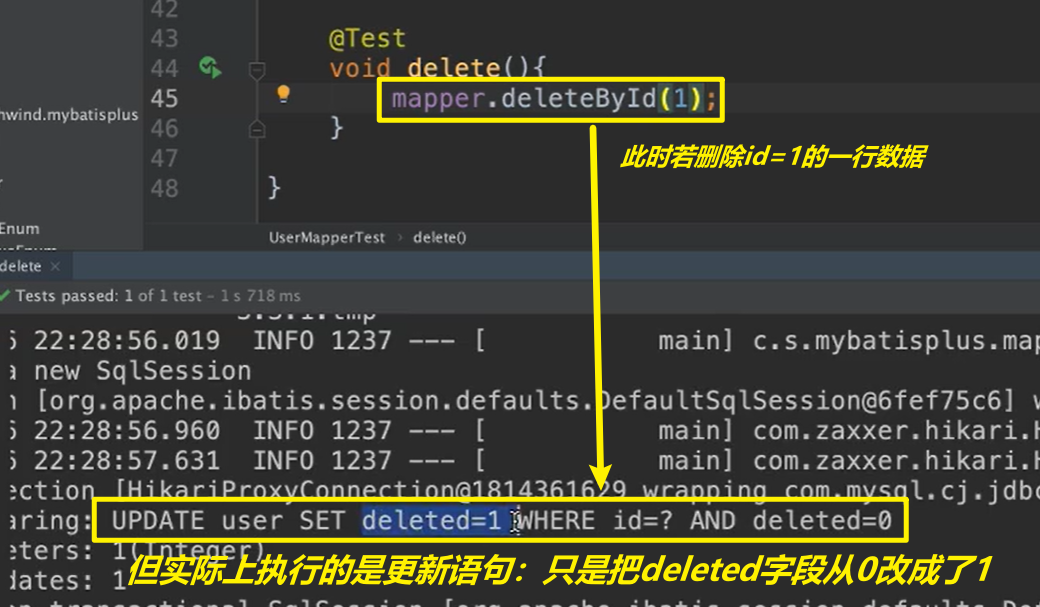 42
43 @Test
44 void delete(){
45 mapper.deleteById(1);
nwind.mybatisplus
46 }
此时若删除id=1的一行数据
47
48 }
Enum
UserMapperTest › delete()
delete ×
Tests passed: 1 of 1 test – 1 s 718 ms
22:28:56.019 INFO 1237 --- [ main] c.s.mybatisplus.map
a new SqlSession
[org.apache.ibatis.session.defaults.DefaultSqlSession@6fef75c6] w
22:28:56.960 INFO 1237 --- [ main] com.zaxxer.hikari.H
22:28:57.631 INFO 1237 --- [ main] com.zaxxer.hikari.H
ection [HikariProxyConnection@1814361629 wrapping com.mysql.cj.jdbc
aring: UPDATE user SET deleted=1 WHERE id=? AND deleted=0
eters: 1(Integer)
但实际上执行的是更新语句：只是把deleted字段从0改成了1
dates: 1